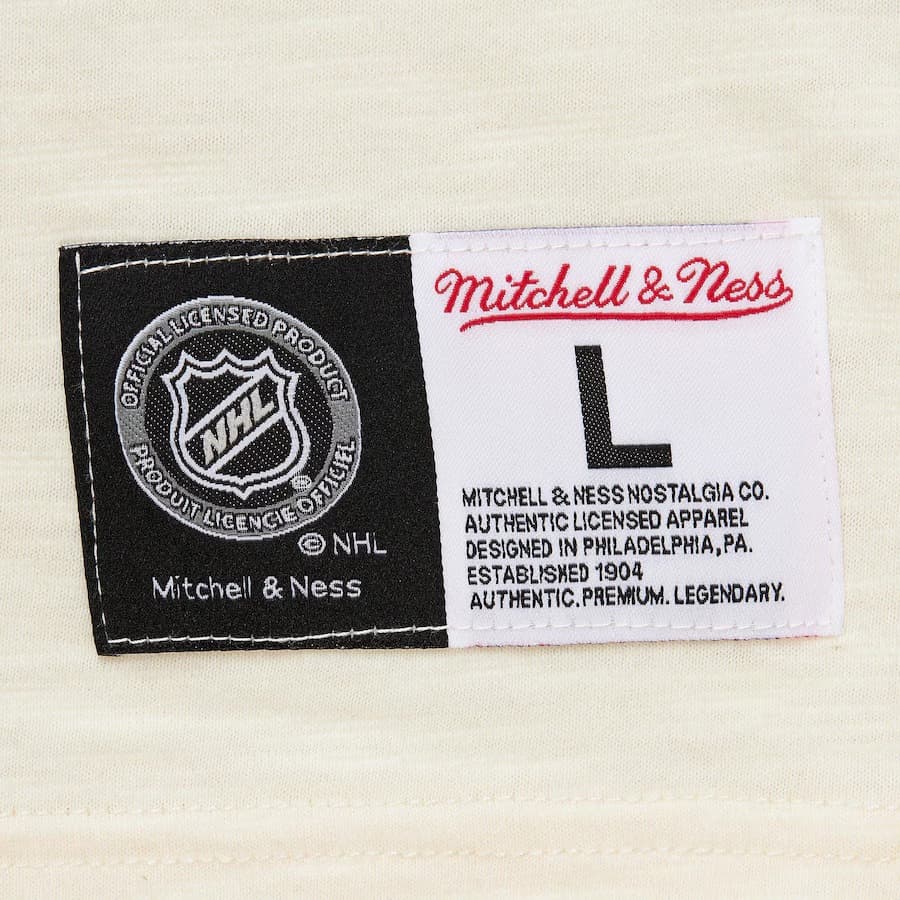 OFFICIAL LICENSED PRODUCT
NHL
PRODUIT LICENCIE OFFICIEL
© NHL
Mitchell & Ness
Mitchell & Ness
L
MITCHELL & NESS NOSTALGIA CO.
AUTHENTIC LICENSED APPAREL
DESIGNED IN PHILADELPHIA, PA.
ESTABLISHED 1904
AUTHENTIC. PREMIUM. LEGENDARY.